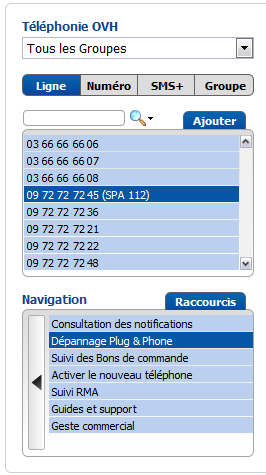 Téléphonie OVH
Tous les Groupes
Ligne Numéro SMS+ Groupe
Ajouter
03 66 66 66 06
03 66 66 66 07
03 66 66 66 08
09 72 72 72 45 (SPA 112)
09 72 72 72 36
09 72 72 72 21
09 72 72 72 22
09 72 72 72 48
Navigation Raccourcis
Consultation des notifications
Dépannage Plug & Phone
Suivi des Bons de commande
Activer le nouveau téléphone
Suivi RMA
Guides et support
Geste commercial